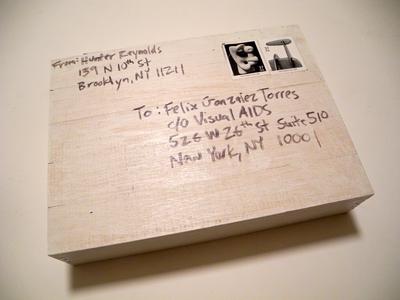 From: Hunter Reynolds
139 N 10th St
Brooklyn, NY 11211
To: Felix Gonzalez Torres
c/o Visual AIDS
526 W 26th St Suite 510
New York, NY 10001